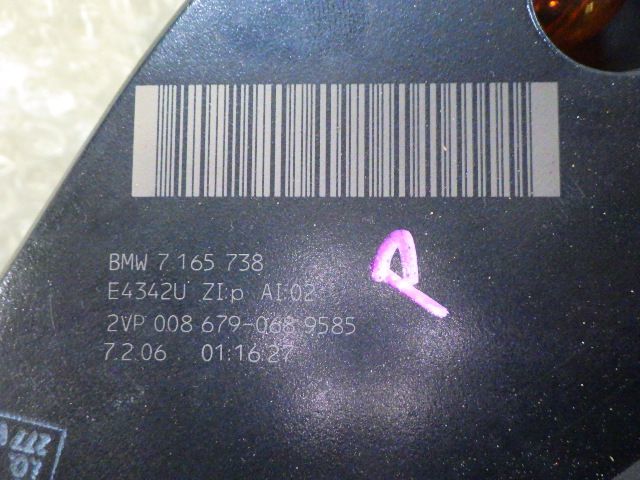 BMW 7 165 738
E4342U ZI:p AI:02
2VP 008 679-068 9585
7.2.06 01:16:27
R